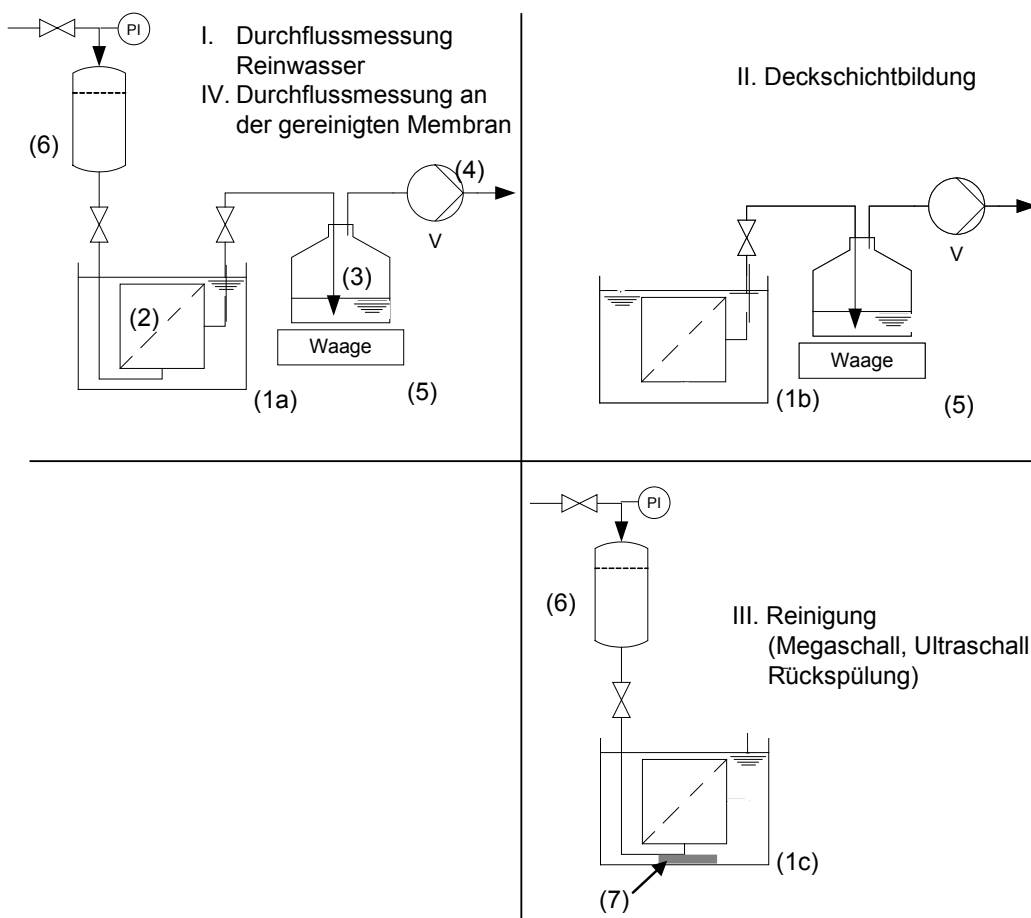 PI
I. Durchflussmessung
Reinwasser
IV. Durchflussmessung an
der gereinigten Membran
(6)
(4)
V
(3)
(2)
Waage
(1a)
(5)
II. Deckschichtbildung
V
Waage
(1b)
(5)
PI
(6)
III. Reinigung
(Megaschall, Ultraschall
Rückspülung)
(1c)
(7)